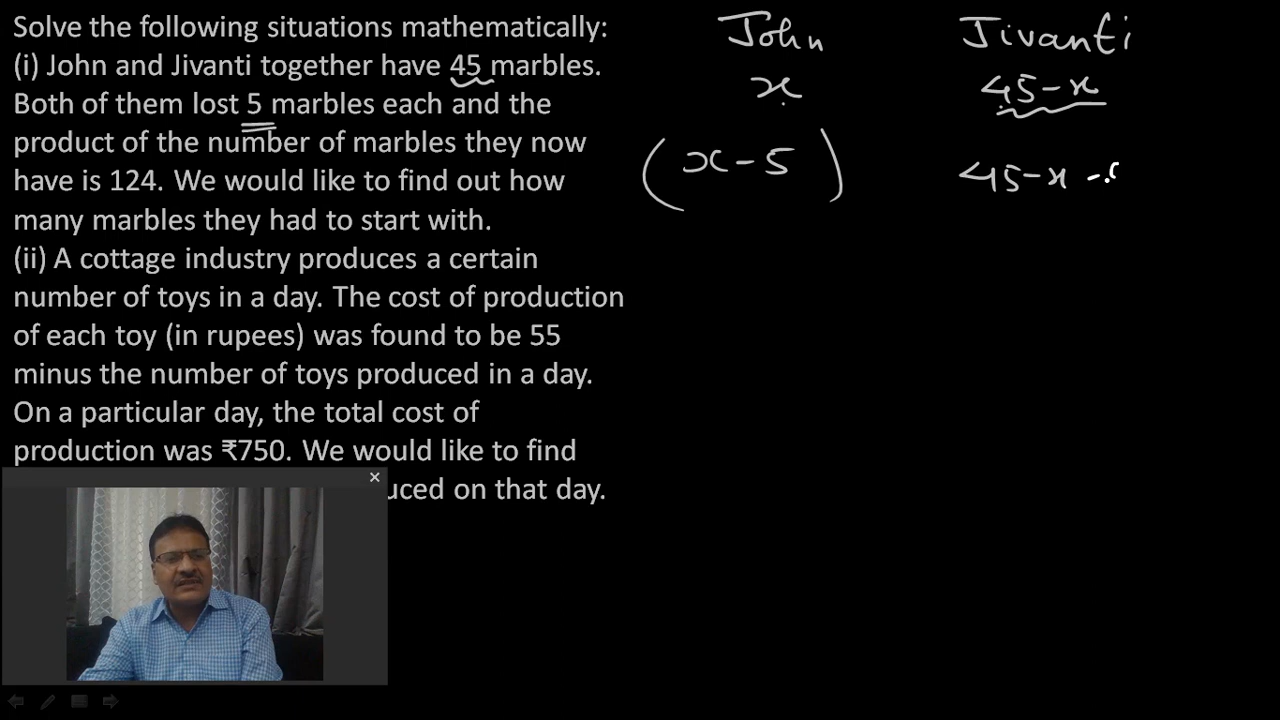 Solve the following situations mathematically:
(i) John and Jivanti together have 45 marbles.
Both of them lost 5 marbles each and the
product of the number of marbles they now
have is 124. We would like to find out how
many marbles they had to start with.
(ii) A cottage industry produces a certain
number of toys in a day. The cost of production
of each toy (in rupees) was found to be 55
minus the number of toys produced in a day.
On a particular day, the total cost of
production was ₹750. We would like to find
uced on that day.
John Jivanti
x 45-x
(x-5) 45-x -